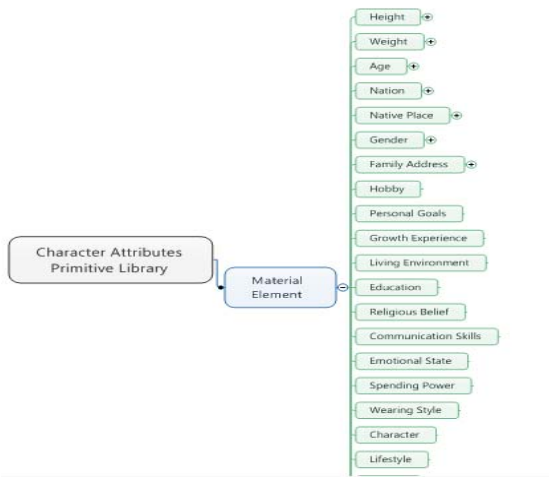 Height
Weight
Age
Nation
Native Place
Gender
Family Address
Hobby
Personal Goals
Growth Experience
Living Environment
Education
Religious Belief
Communication Skills
Emotional State
Spending Power
Wearing Style
Character
Lifestyle
Character Attributes
Primitive Library
Material
Element